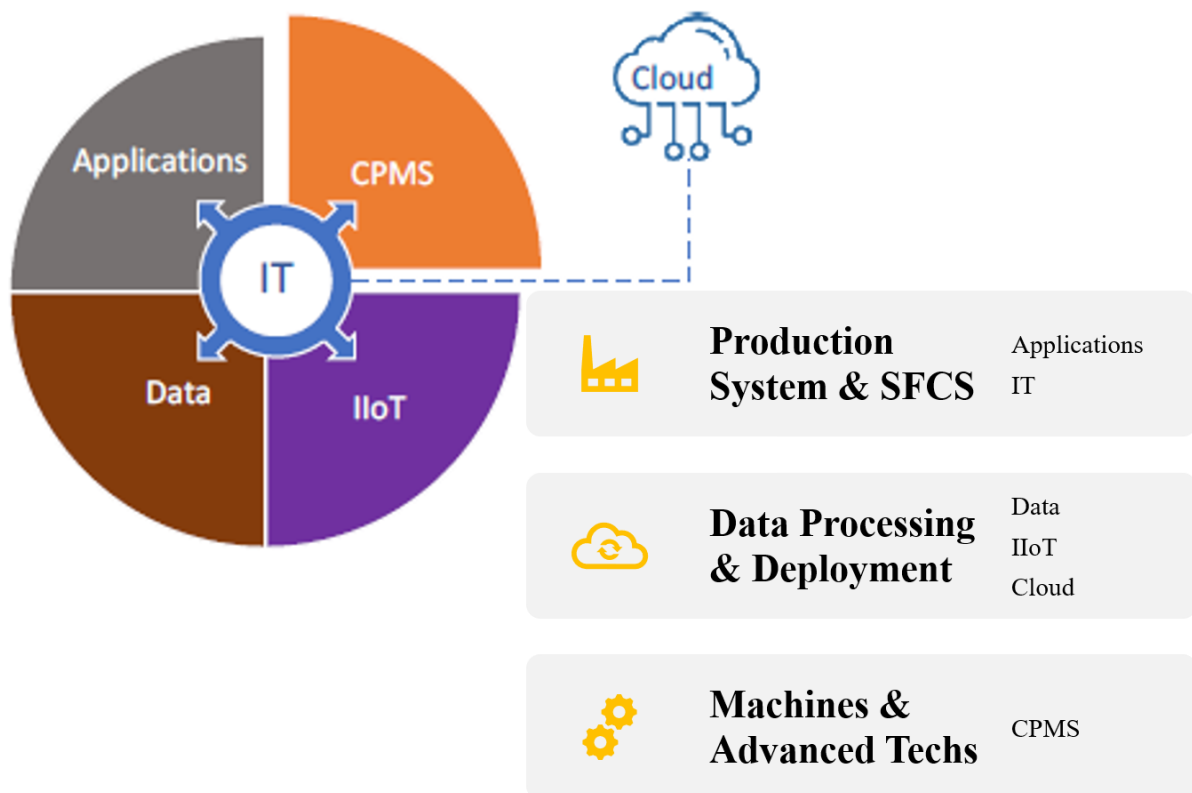 Cloud
Applications
CPMS
IT
Data
IIoT
Production
System & SFCS
Applications
IT
Data Processing
& Deployment
Data
IIoT
Cloud
Machines &
Advanced Techs
CPMS